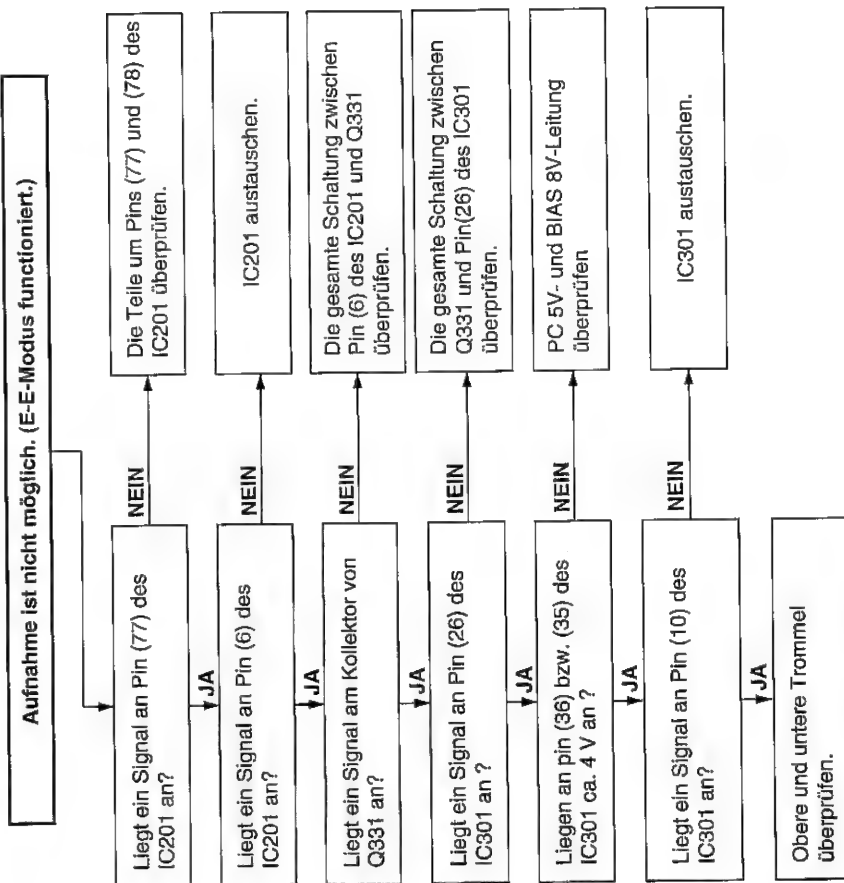 Aufnahme ist nicht möglich. (E-E-Modus functioniert.)
Liegt ein Signal an Pin (77) des
IC201 an?
NEIN
Die Teile um Pins (77) und (78) des
IC201 überprüfen.
JA
Liegt ein Signal an Pin (6) des
IC201 an?
NEIN
IC201 austauschen.
JA
Liegt ein Signal am Kollektor von
Q331 an?
NEIN
Die gesamte Schaltung zwischen
Pin (6) des IC201 und Q331
überprüfen.
JA
Liegt ein Signal an Pin (26) des
IC301 an ?
NEIN
Die gesamte Schaltung zwischen
Q331 und Pin(26) des IC301
überprüfen.
JA
Liegen an pin (36) bzw. (35) des
IC301 ca. 4 V an ?
NEIN
PC 5V- und BIAS 8V-Leitung
überprüfen
JA
Liegt ein Signal an Pin (10) des
IC301 an?
NEIN
IC301 austauschen.
JA
Obere und untere Trommel
überprüfen.